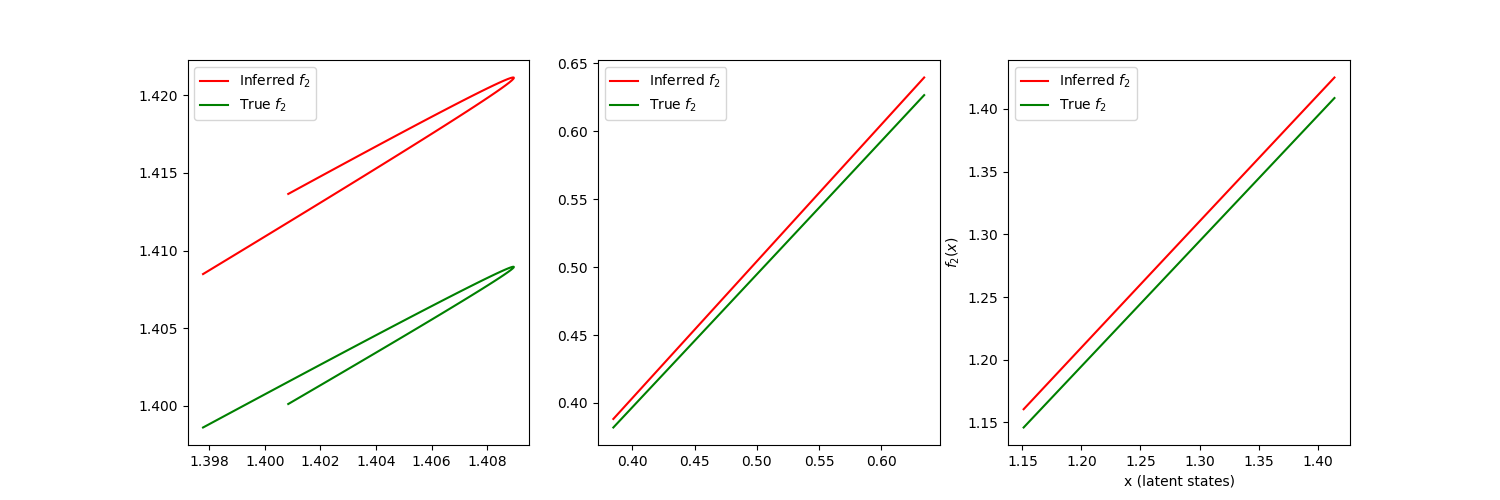 Inferred f₂
True f₂
1.420
1.415
1.410
1.405
1.400
1.398 1.400 1.402 1.404 1.406 1.408
Inferred f₂
True f₂
0.65
0.60
0.55
0.50
0.45
0.40
0.40 0.45 0.50 0.55 0.60
Inferred f₂
True f₂
f₂(x)
1.40
1.35
1.30
1.25
1.20
1.15
1.15 1.20 1.25 1.30 1.35 1.40
x (latent states)